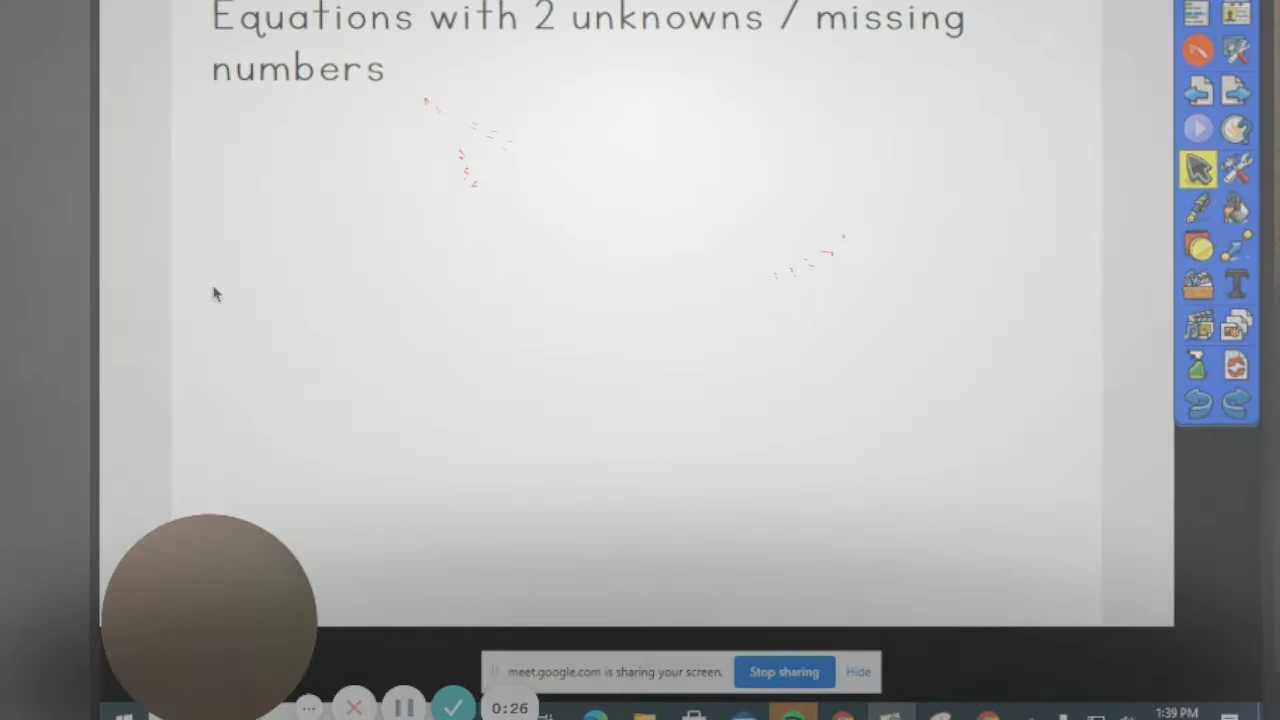 Equations with 2 unknowns / missing
numbers
meet.google.com is sharing your screen.
Stop sharing
Hide
0:26
1:39 PM